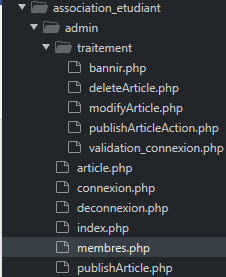 association_etudiant
admin
traitement
bannir.php
deleteArticle.php
modifyArticle.php
publishArticleAction.php
validation_connexion.php
article.php
connexion.php
deconnexion.php
index.php
membres.php
publishArticle.php